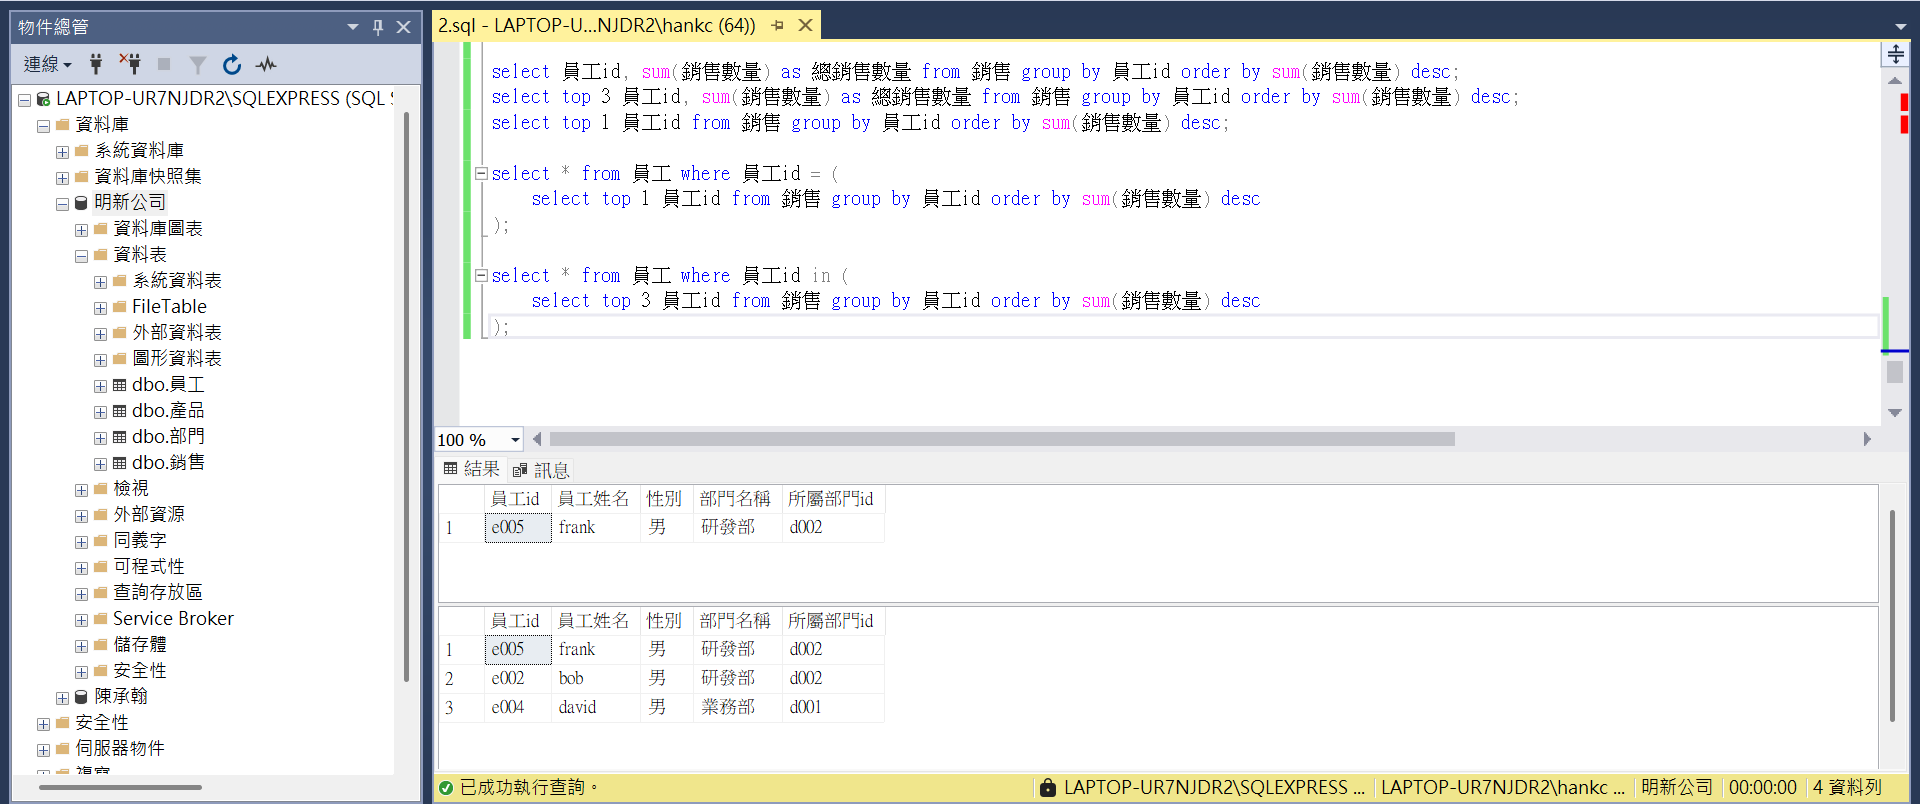 物件總管
連線
LAPTOP-UR7NJDR2\SQLEXPRESS (SQL S
資料庫
系統資料庫
資料庫快照集
明新公司
資料庫圖表
資料表
系統資料表
FileTable
外部資料表
圖形資料表
dbo.員工
dbo.產品
dbo.部門
dbo.銷售
檢視
外部資源
同義字
可程式性
查詢存放區
Service Broker
儲存體
安全性
陳承翰
安全性
伺服器物件
複寫
2.sql - LAPTOP-U...NJDR2\hankc (64))
select 員工id, sum(銷售數量) as 總銷售數量 from 銷售 group by 員工id order by sum(銷售數量) desc;
select top 3 員工id, sum(銷售數量) as 總銷售數量 from 銷售 group by 員工id order by sum(銷售數量) desc;
select top 1 員工id from 銷售 group by 員工id order by sum(銷售數量) desc;
select * from 員工 where 員工id = (
select top 1 員工id from 銷售 group by 員工id order by sum(銷售數量) desc
);
select * from 員工 where 員工id in (
select top 3 員工id from 銷售 group by 員工id order by sum(銷售數量) desc
);
100 %
結果 訊息
員工id 員工姓名 性別 部門名稱 所屬部門id
1 e005 frank 男 研發部 d002
員工id 員工姓名 性別 部門名稱 所屬部門id
1 e005 frank 男 研發部 d002
2 e002 bob 男 研發部 d002
3 e004 david 男 業務部 d001
已成功執行查詢。 LAPTOP-UR7NJDR2\SQLEXPRESS ... LAPTOP-UR7NJDR2\hankc ... 明新公司 00:00:00 4 資料列